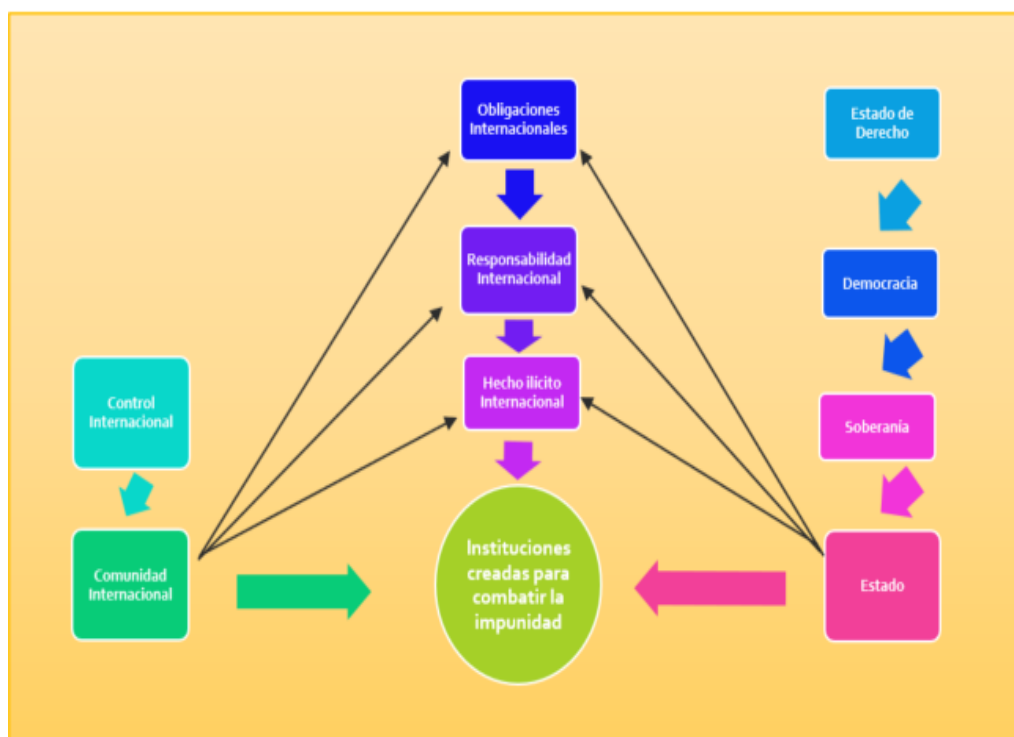 Obligaciones
Internacionales
Estado de
Derecho
Responsabilidad
Internacional
Democracia
Hecho ilícito
Internacional
Control
Internacional
Soberanía
Instituciones
creadas para
combatir la
impunidad
Comunidad
Internacional
Estado